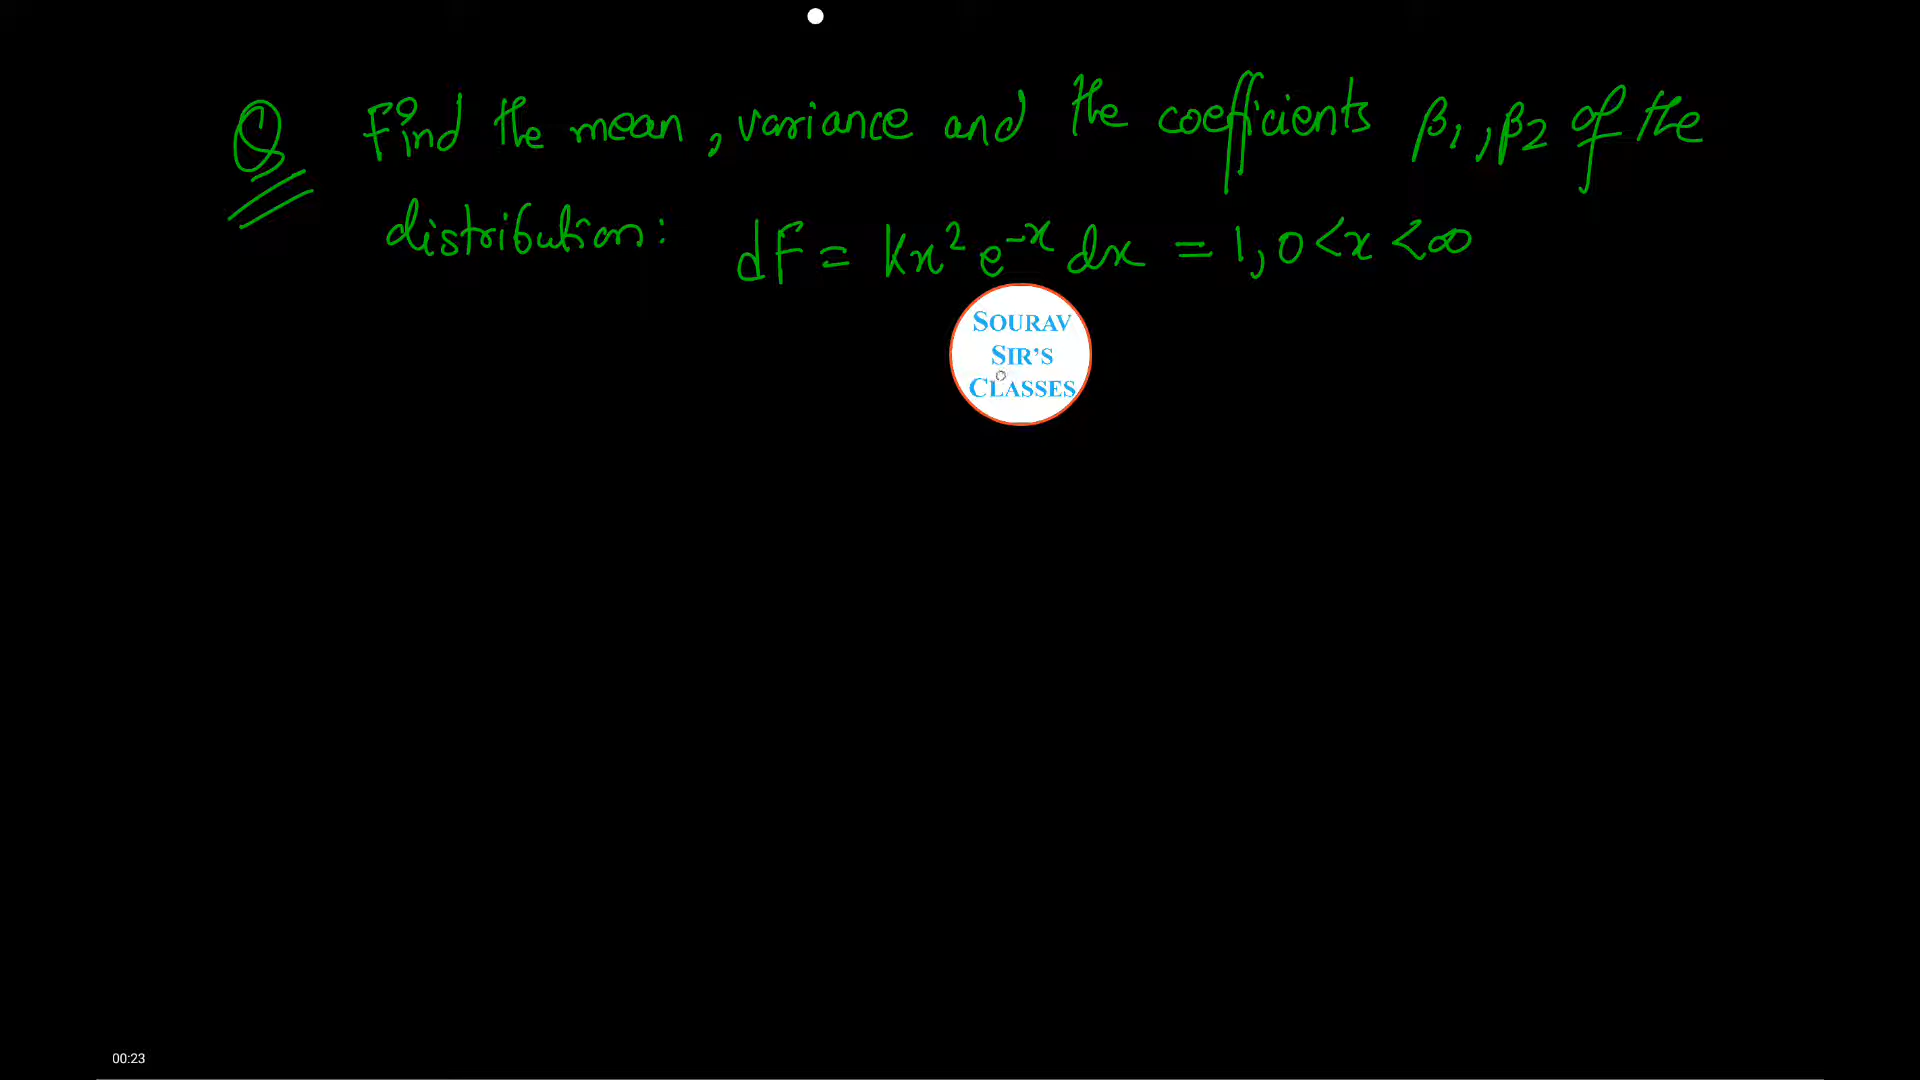 Q Find the mean, variance and the coefficients β1, β2 of the
distribution: dF = kx² e⁻ˣ dx = 1, 0 < x < ∞
SOURAV
SIR'S
CLASSES
00:23